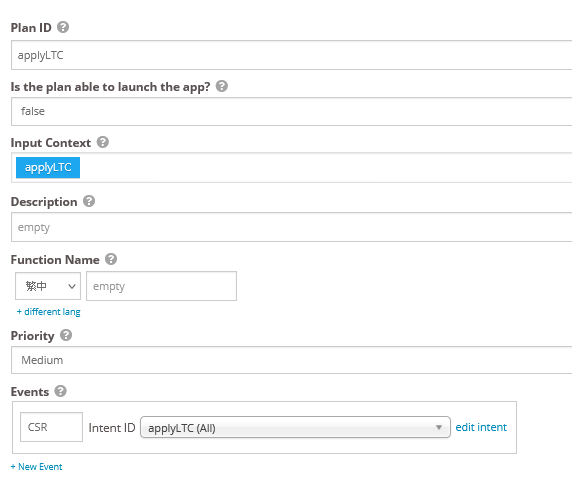 Plan ID ?
applyLTC
Is the plan able to launch the app? ?
false
Input Context ?
applyLTC
Description ?
empty
Function Name ?
繁中 empty
+ different lang
Priority ?
Medium
Events ?
CSR Intent ID applyLTC (All) edit intent
+ New Event